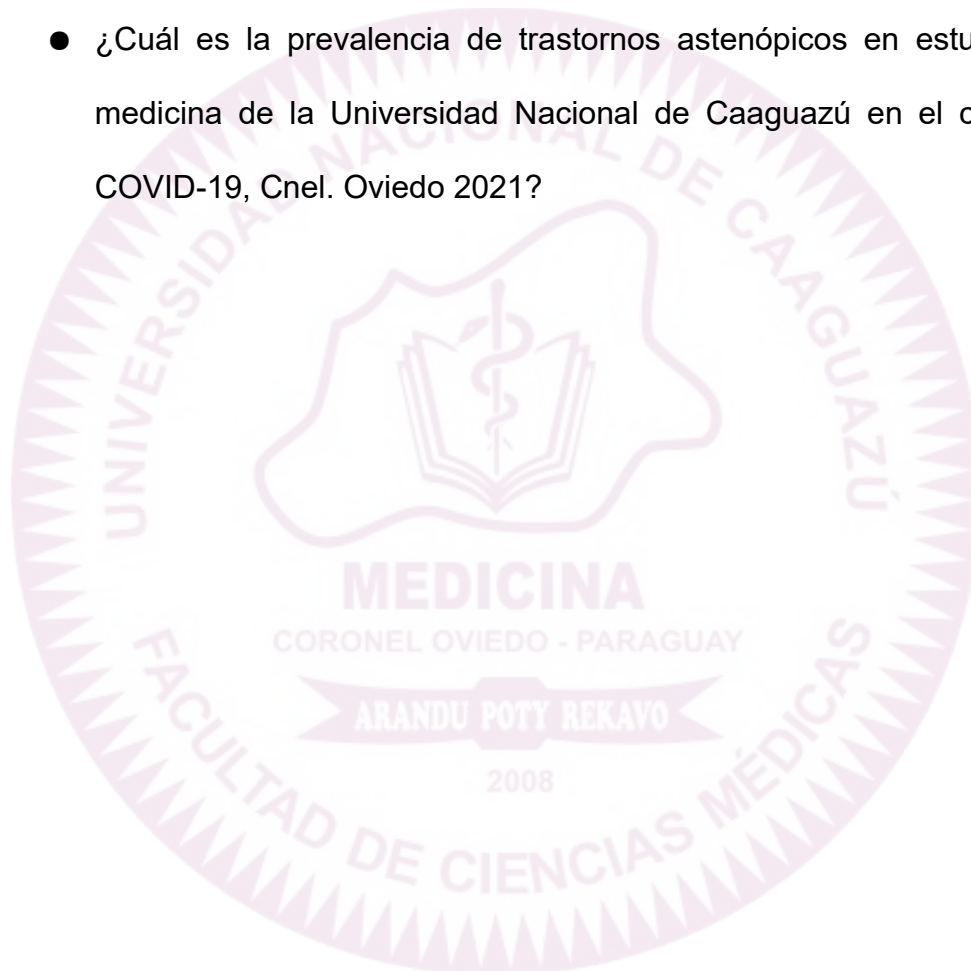 ● ¿Cuál es la prevalencia de trastornos astenópicos en
medicina de la Universidad Nacional de Caaguazú en el
COVID-19, Cnel. Oviedo 2021?
UNIVERSIDAD NACIONAL DE CAAGUAZÚ
MEDICINA
CORONEL OVIEDO - PARAGUAY
ARANDU POTY REKAVO
2008
FACULTAD DE CIENCIAS MÉDICAS